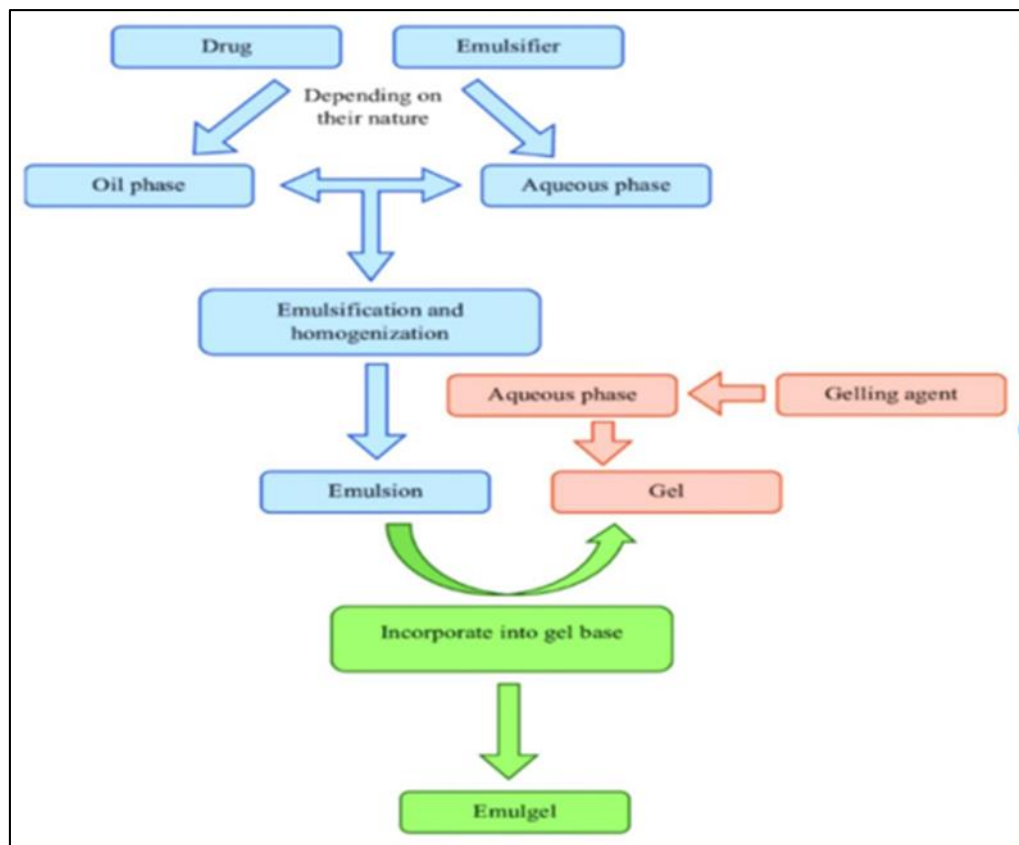 Drug
Emulsifier
Depending on
their nature
Oil phase
Aqueous phase
Emulsification and
homogenization
Aqueous phase
Gelling agent
Emulsion
Gel
Incorporate into gel base
Emulgel